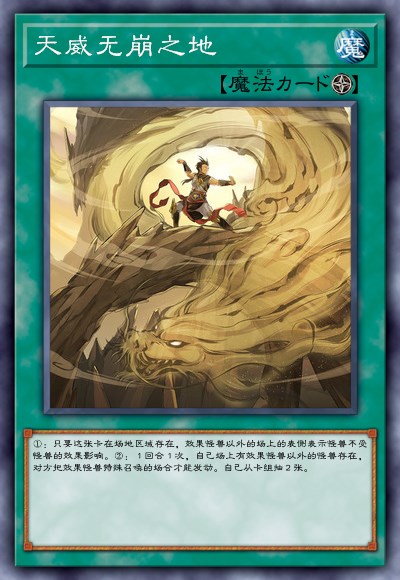 天威无崩之地
魔
【魔法カード】
まほう
①：只要这张卡在场地区域存在，效果怪兽以外的场上的表侧表示怪兽不受
怪兽的效果影响。②：1回合1次，自己场上有效果怪兽以外的怪兽存在，
对方把效果怪兽特殊召唤的场合才能发动。自己从卡组抽2张。